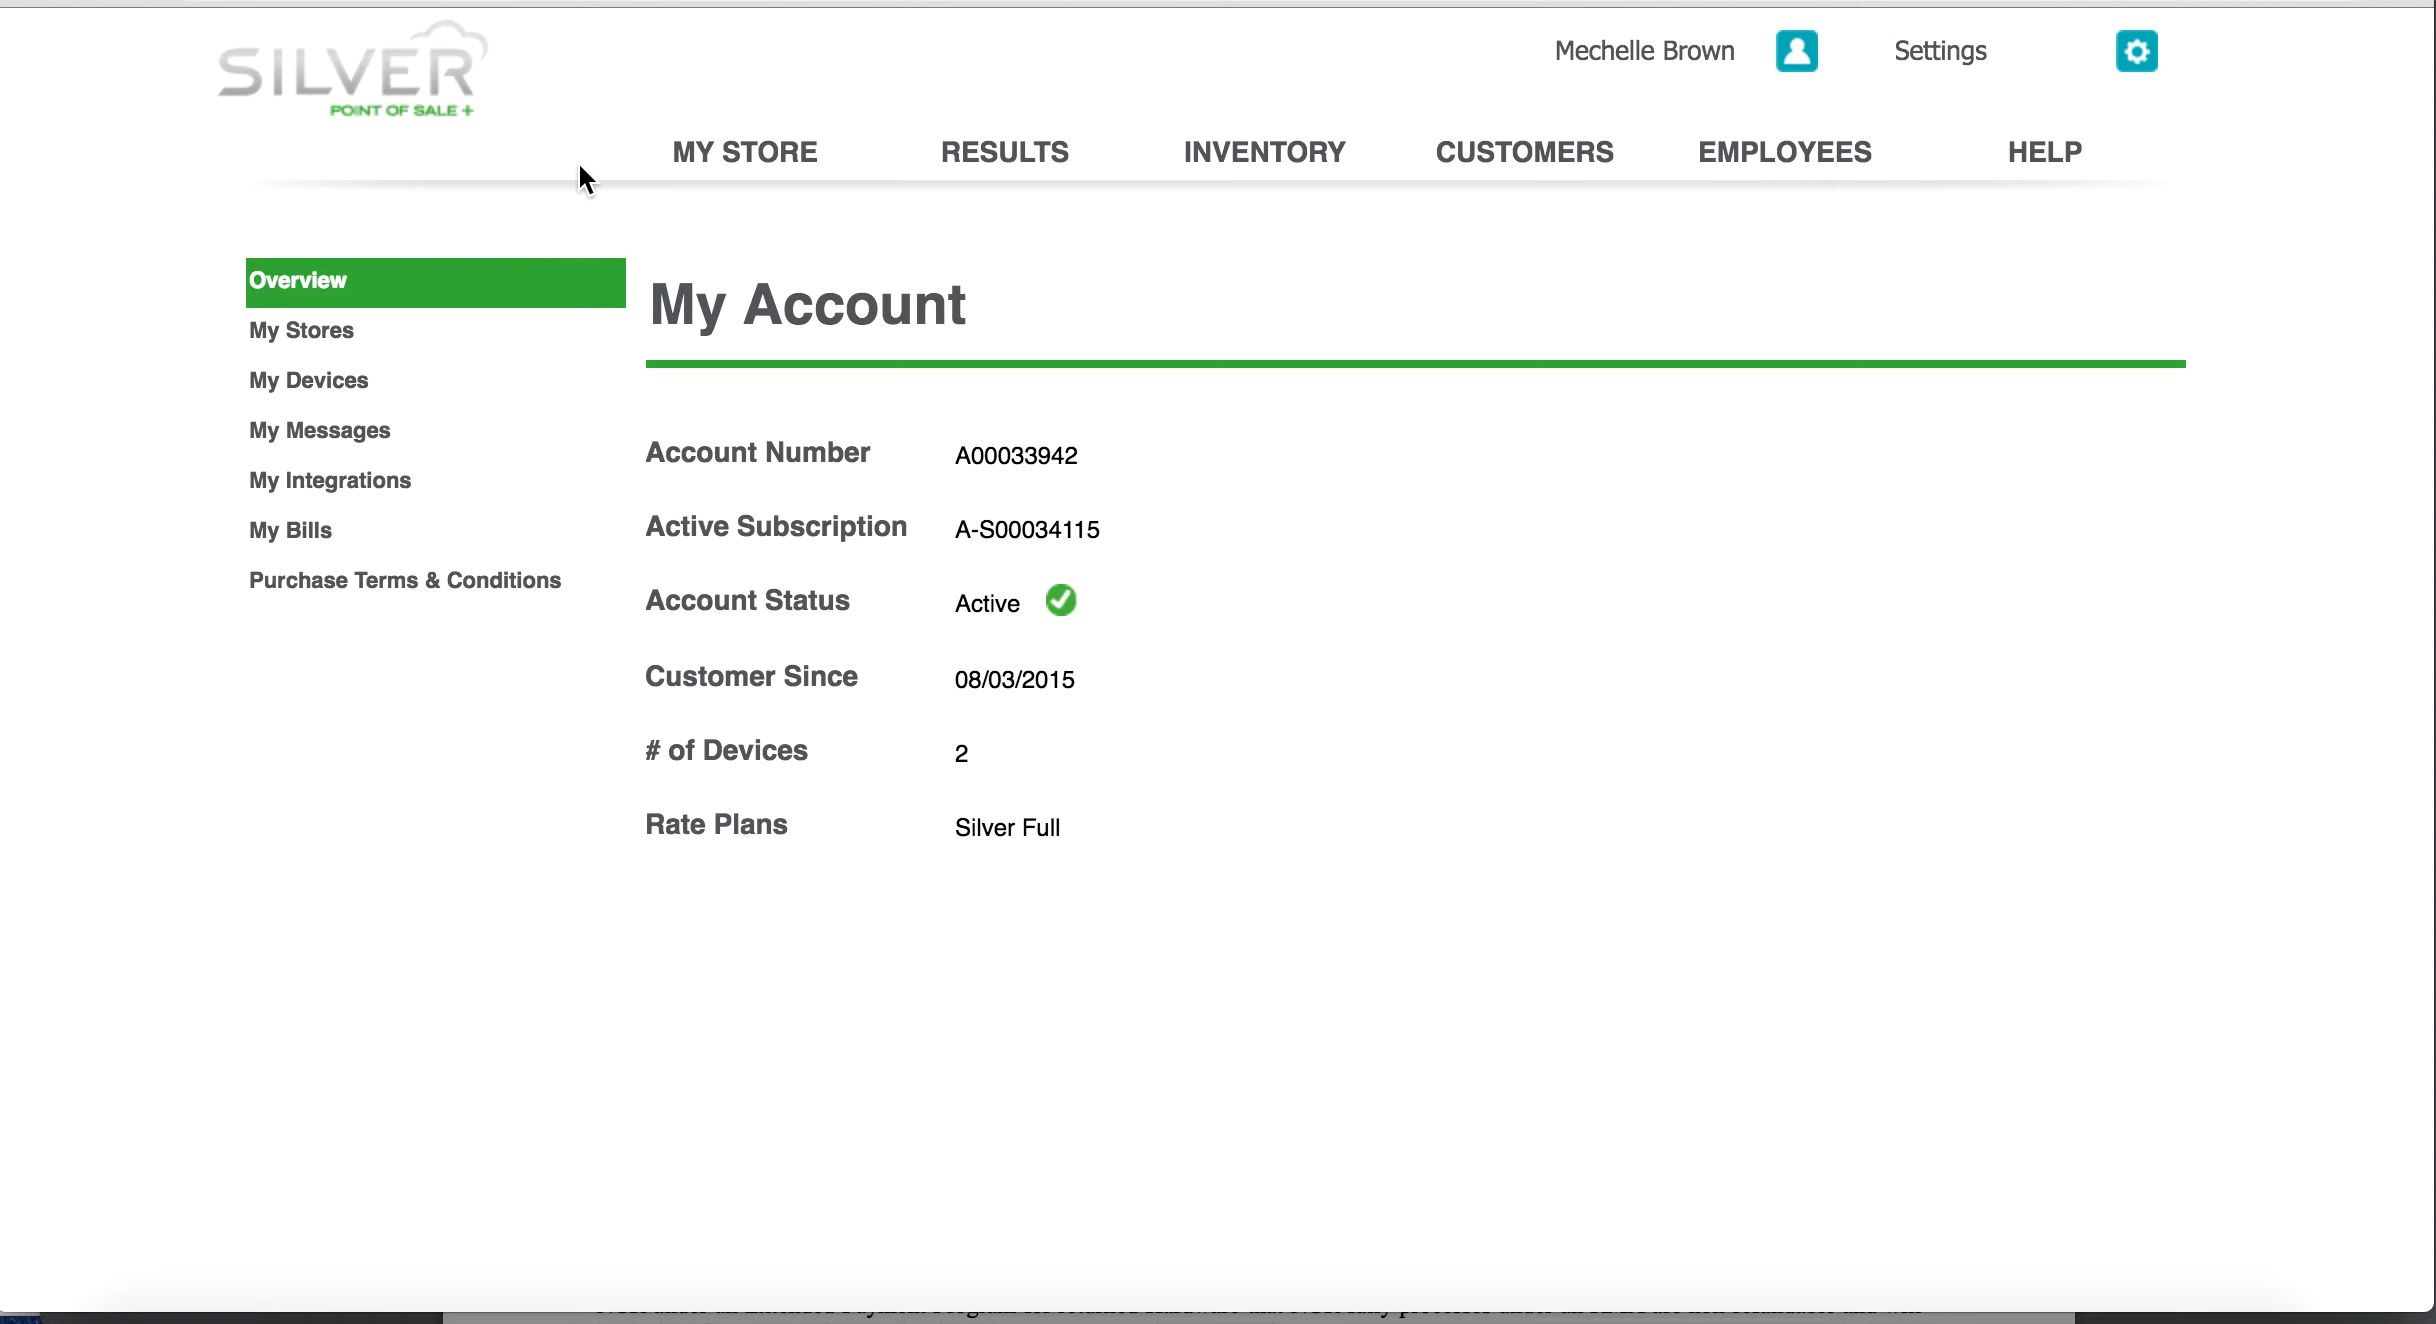 SILVER
POINT OF SALE +
Mechelle Brown
Settings
MY STORE
RESULTS
INVENTORY
CUSTOMERS
EMPLOYEES
HELP
Overview
My Stores
My Devices
My Messages
My Integrations
My Bills
Purchase Terms & Conditions
My Account
Account Number A00033942
Active Subscription A-S00034115
Account Status Active
Customer Since 08/03/2015
# of Devices 2
Rate Plans Silver Full